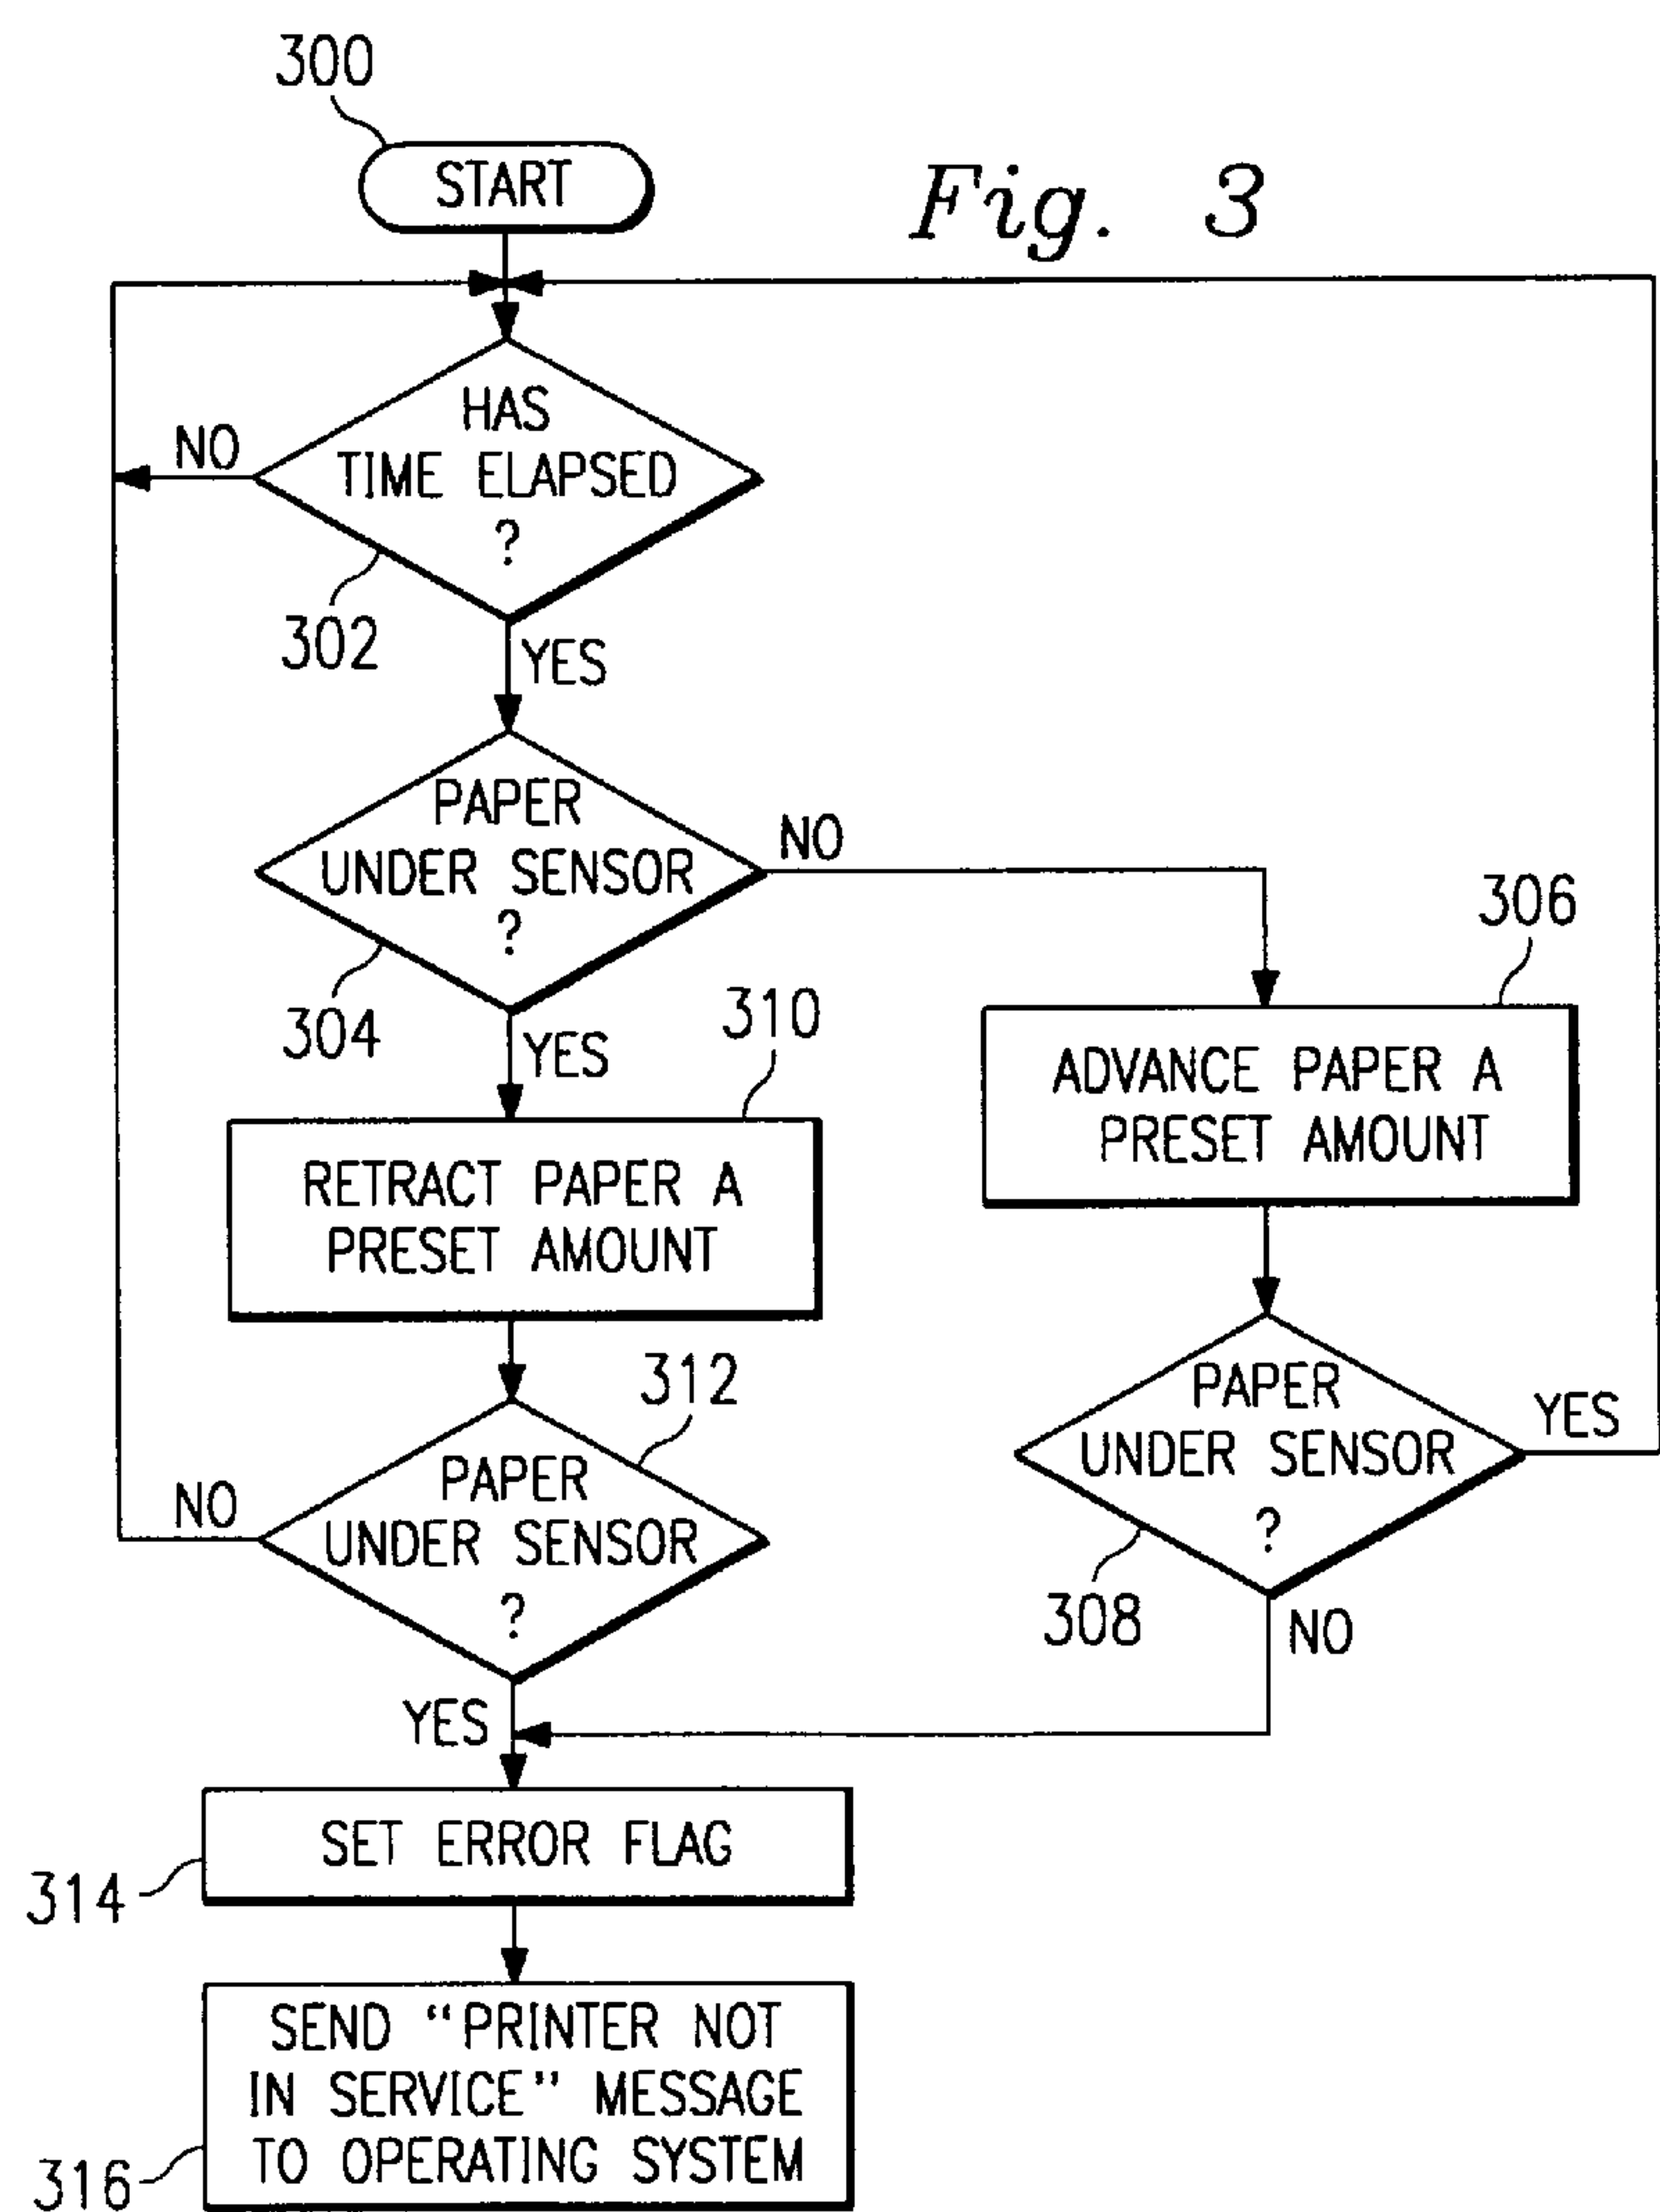 300
START
Fig. 3
HAS
TIME ELAPSED
?
NO
302
YES
PAPER
UNDER SENSOR
?
NO
304
YES
306
ADVANCE PAPER A
PRESET AMOUNT
310
RETRACT PAPER A
PRESET AMOUNT
312
PAPER
UNDER SENSOR
?
NO
YES
PAPER
UNDER SENSOR
?
YES
308
NO
SET ERROR FLAG
314
SEND “PRINTER NOT
IN SERVICE” MESSAGE
TO OPERATING SYSTEM
316